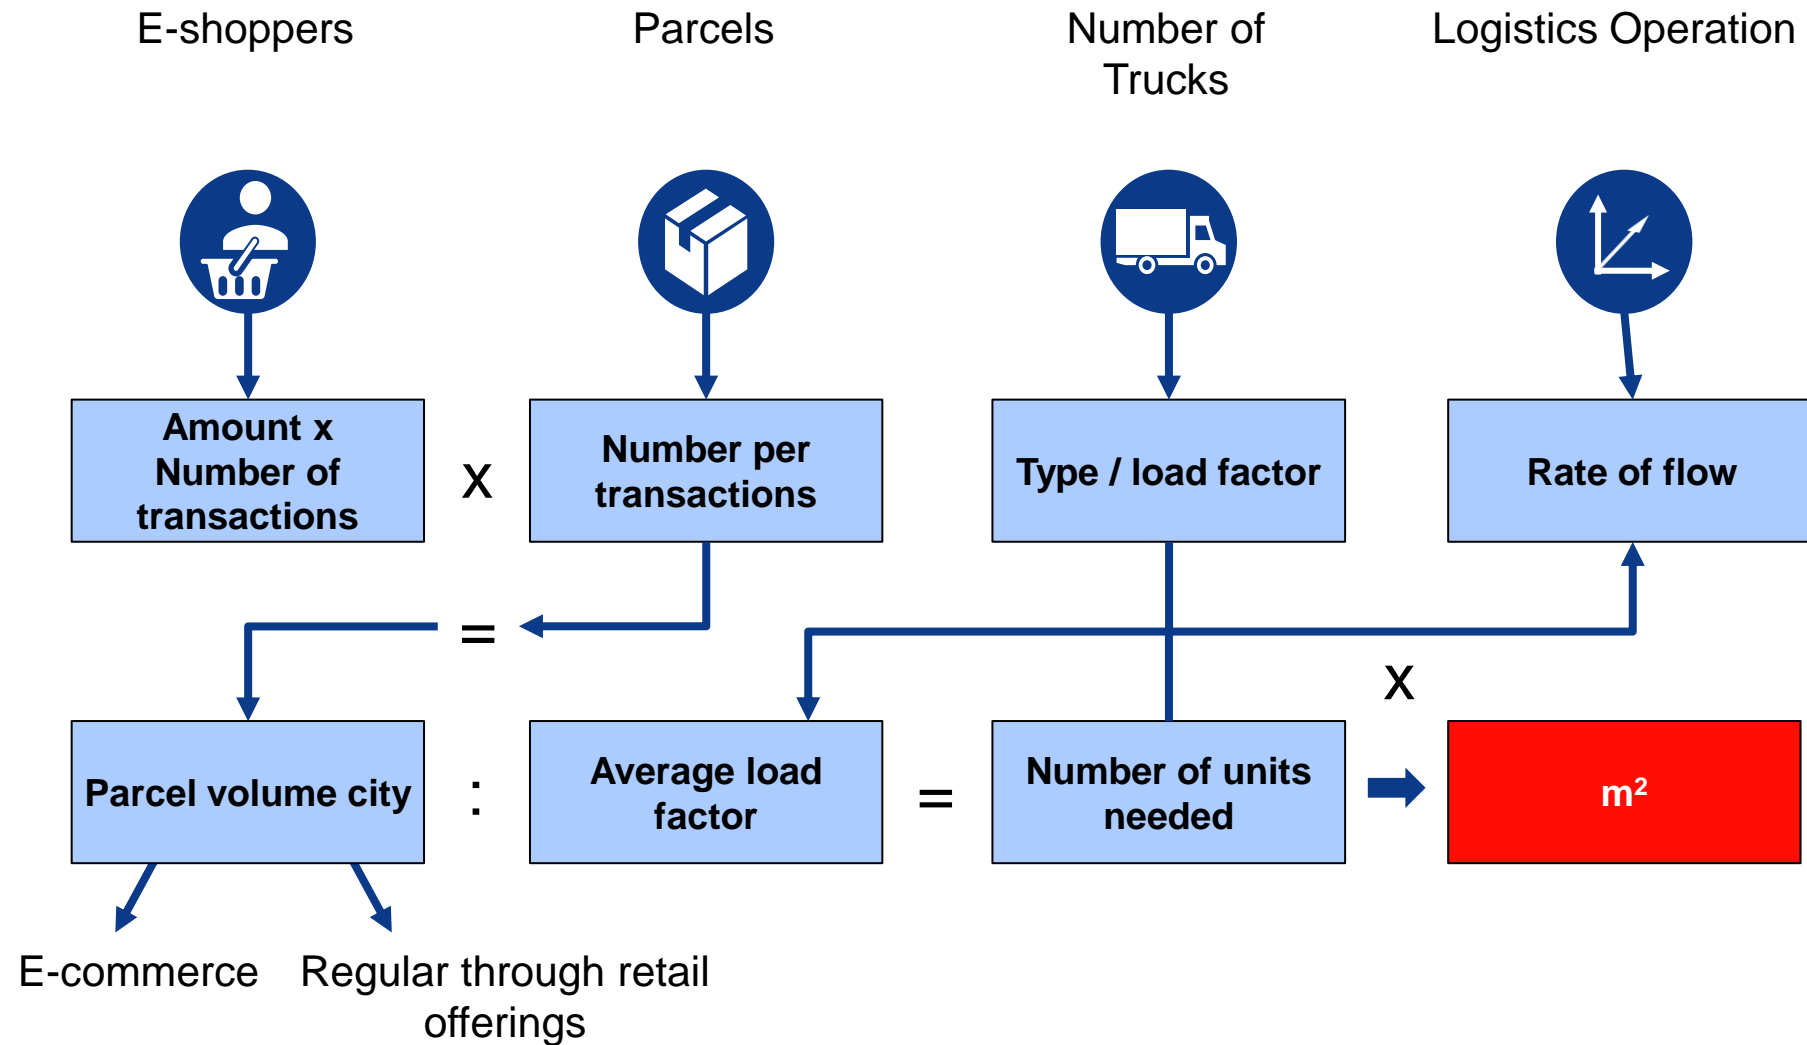 E-shoppers
Parcels
Number of
Trucks
Logistics Operation
Amount x
Number of
transactions
x
Number per
transactions
Type / load factor
Rate of flow
=
x
Parcel volume city
:
Average load
factor
=
Number of units
needed
m²
E-commerce
Regular through retail
offerings